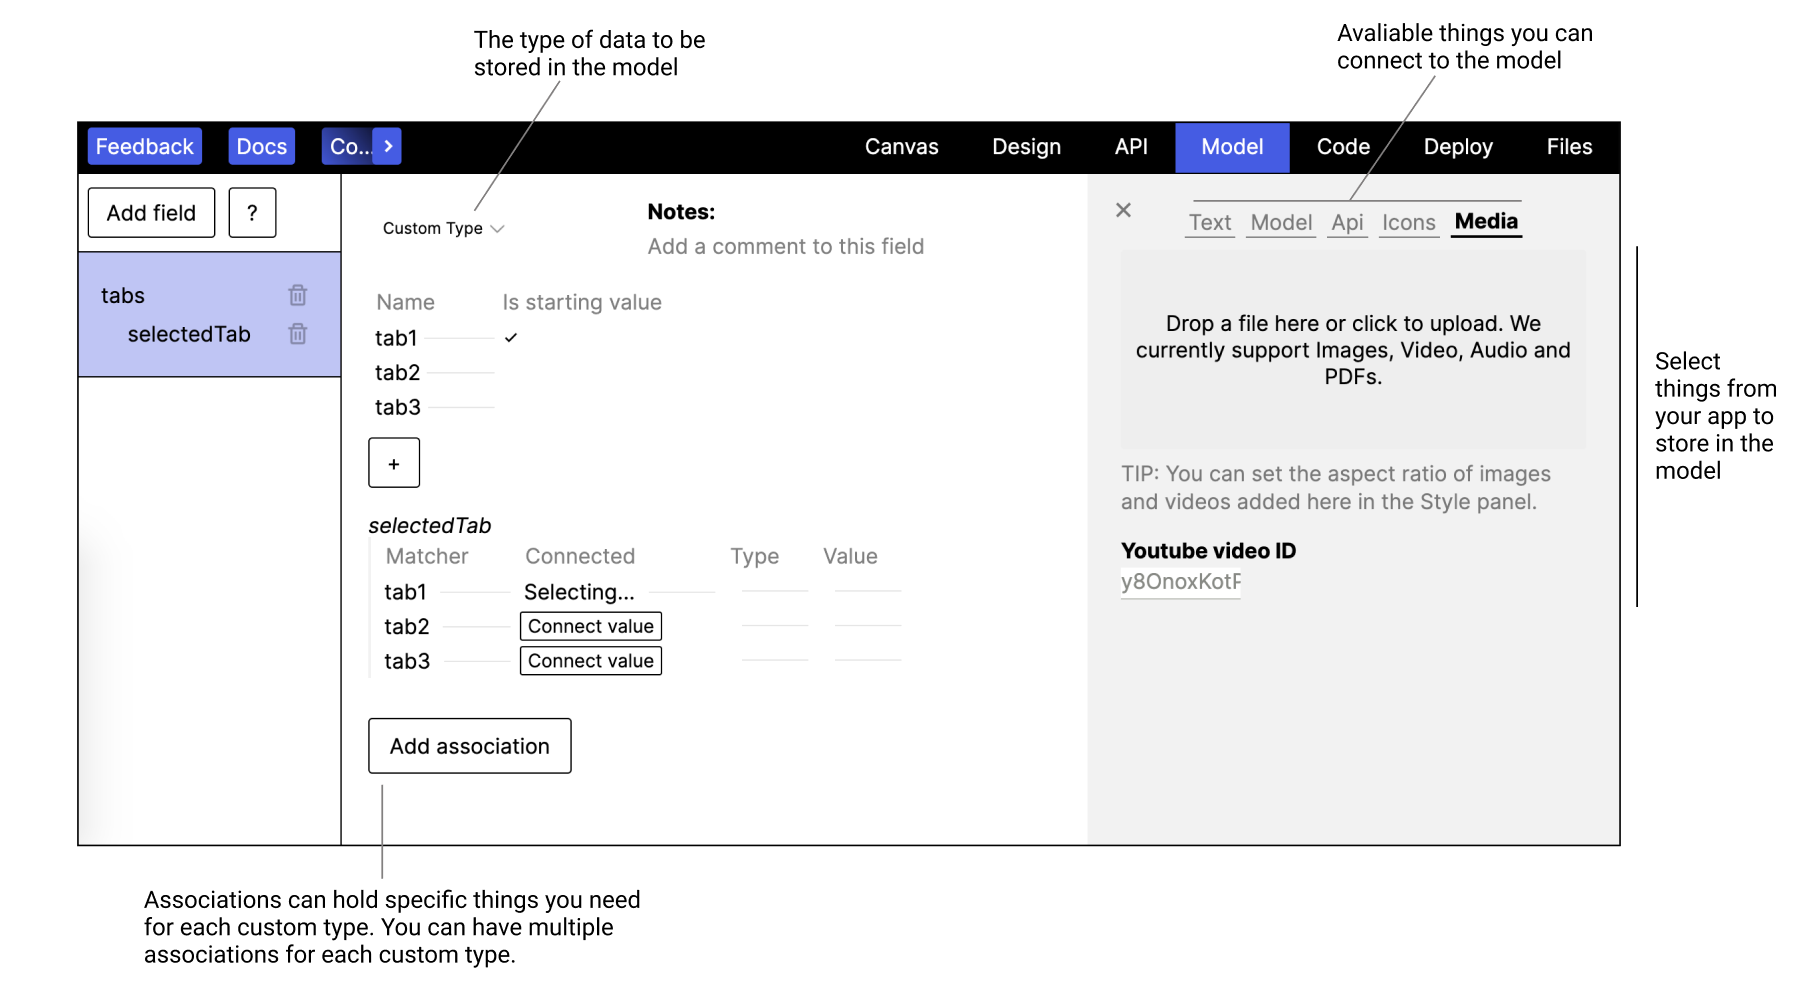 The type of data to be
stored in the model
Avaliable things you can
connect to the model
Feedback Docs Co... > Canvas Design API Model Code Deploy Files
Add field ?
tabs
selectedTab
Custom Type
Notes:
Add a comment to this field
Name Is starting value
tab1 ✓
tab2
tab3
+
selectedTab
Matcher Connected Type Value
tab1 Selecting...
tab2 Connect value
tab3 Connect value
Add association
× Text Model Api Icons Media
Drop a file here or click to upload. We
currently support Images, Video, Audio and
PDFs.
TIP: You can set the aspect ratio of images
and videos added here in the Style panel.
Youtube video ID
Select
things from
your app to
store in the
model
Associations can hold specific things you need
for each custom type. You can have multiple
associations for each custom type.